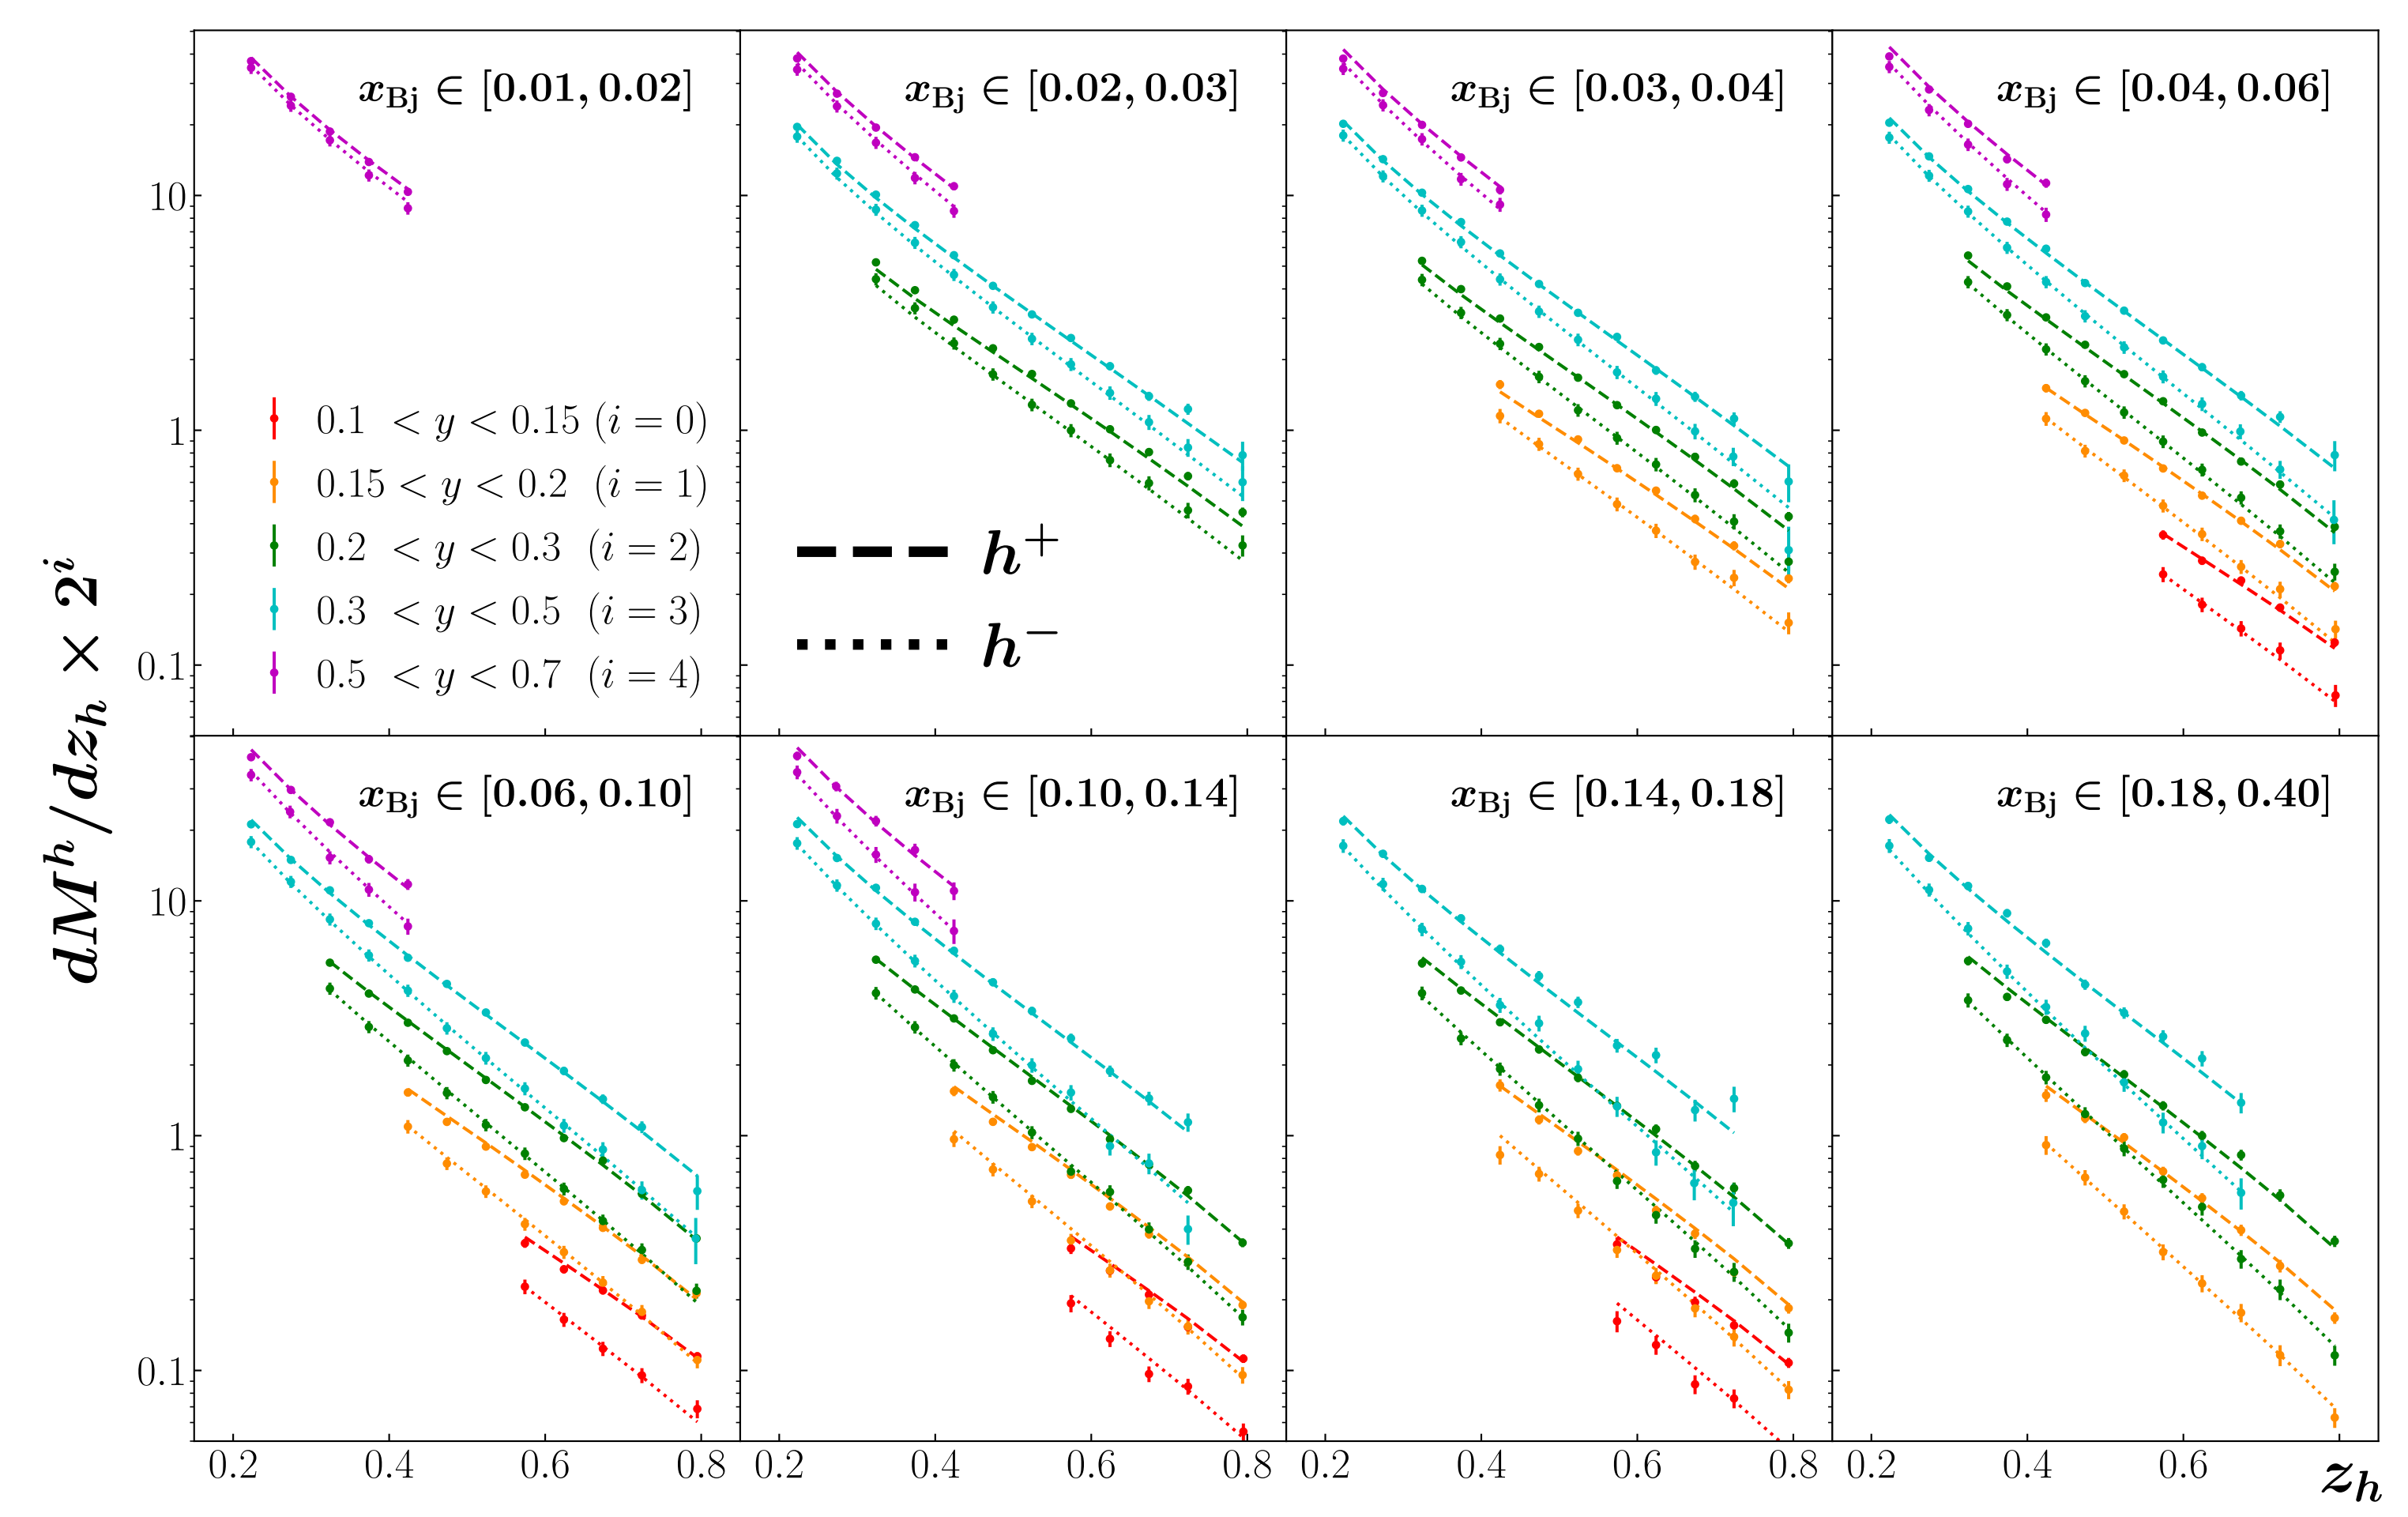 dM^h/dz_h × 2^i
x_Bj ∈ [0.01, 0.02]
x_Bj ∈ [0.02, 0.03]
x_Bj ∈ [0.03, 0.04]
x_Bj ∈ [0.04, 0.06]
10
1
0.1
0.1 < y < 0.15 (i = 0)
0.15 < y < 0.2 (i = 1)
0.2 < y < 0.3 (i = 2)
0.3 < y < 0.5 (i = 3)
0.5 < y < 0.7 (i = 4)
h^+
h^−
x_Bj ∈ [0.06, 0.10]
x_Bj ∈ [0.10, 0.14]
x_Bj ∈ [0.14, 0.18]
x_Bj ∈ [0.18, 0.40]
10
1
0.1
0.2 0.4 0.6 0.8 0.2 0.4 0.6 0.8 0.2 0.4 0.6 0.8 0.2 0.4 0.6
z_h